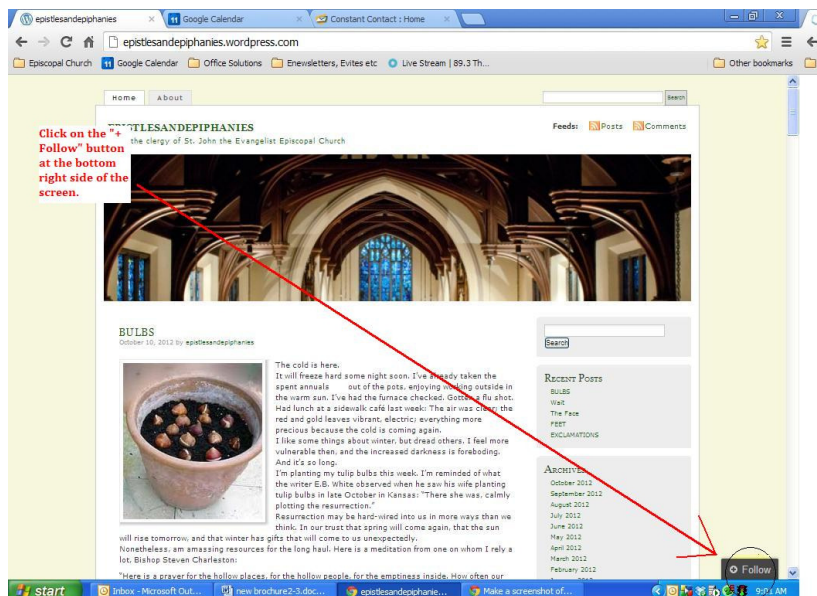 epistlesandepiphanies
Google Calendar
Constant Contact : Home
epistlesandepiphanies.wordpress.com
Episcopal Church
Google Calendar
Office Solutions
Enewsletters, Evites etc
Live Stream | 89.3 Th...
Other bookmarks
Home
About
Search
Click on the "+
Follow" button
at the bottom
right side of the
screen.
EPISTLESANDEPIPHANIES
the clergy of St. John the Evangelist Episcopal Church
Feeds: Posts Comments
BULBS
October 10, 2012 by epistlesandepiphanies
The cold is here.
It will freeze hard some night soon. I've already taken the
spent annuals out of the pots, enjoying working outside in
the warm sun. I've had the furnace checked. Gotten a flu shot.
Had lunch at a sidewalk café last week: The air was clear; the
red and gold leaves vibrant, electric; everything more
precious because the cold is coming again.
I like some things about winter, but dread others. I feel more
vulnerable then, and the increased darkness is foreboding.
And it's so long.
I'm planting my tulip bulbs this week. I'm reminded of what
the writer E.B. White observed when he saw his wife planting
tulip bulbs in late October in Kansas: "There she was, calmly
plotting the resurrection."
Resurrection may be hard-wired into us in more ways than we
think. In our trust that spring will come again, that the sun
will rise tomorrow, and that winter has gifts that will come to us unexpectedly.
Nonetheless, am amassing resources for the long haul. Here is a meditation from one on whom I rely a
lot, Bishop Steven Charleston:
"Here is a prayer for the hollow places, for the hollow people, for the emptiness inside. How often our
Search
RECENT POSTS
BULBS
Wait
The Face
FEET
EXCLAMATIONS
ARCHIVES
October 2012
September 2012
August 2012
July 2012
June 2012
May 2012
April 2012
March 2012
February 2012
Follow
start
Inbox - Microsoft Out...
new brochure2-3.doc...
epistlesandepiphanie...
Make a screenshot of...
AM